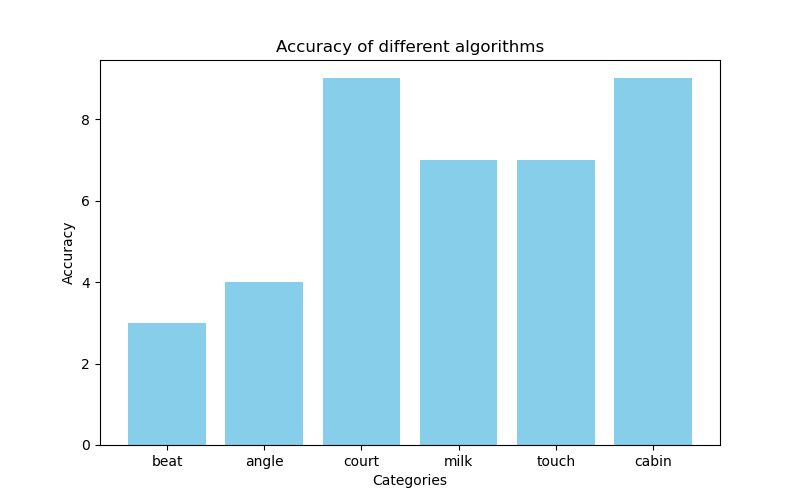 Accuracy of different algorithms
Accuracy
8
6
4
2
0
beat angle court milk touch cabin
Categories